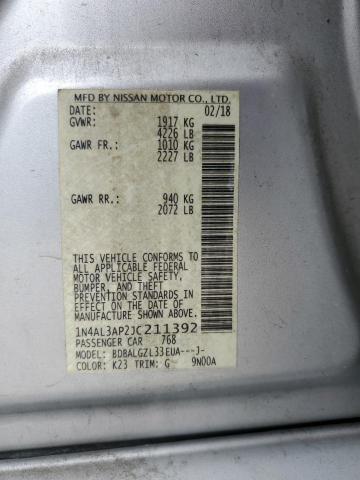 MFD BY NISSAN MOTOR CO., LTD.
DATE: 02/18
GVWR: 1917 KG
4226 LB
GAWR FR.: 1010 KG
2227 LB
GAWR RR.: 940 KG
2072 LB
THIS VEHICLE CONFORMS TO ALL
APPLICABLE FEDERAL MOTOR
VEHICLE SAFETY, BUMPER, AND THEFT
PREVENTION STANDARDS IN EFFECT
ON THE DATE OF MANUFACTURE
SHOWN ABOVE.
1N4AL3AP2JC211392
PASSENGER CAR 768
MODEL: BDBALGZL33EUA---J-
COLOR: K23 TRIM: G 9N00A